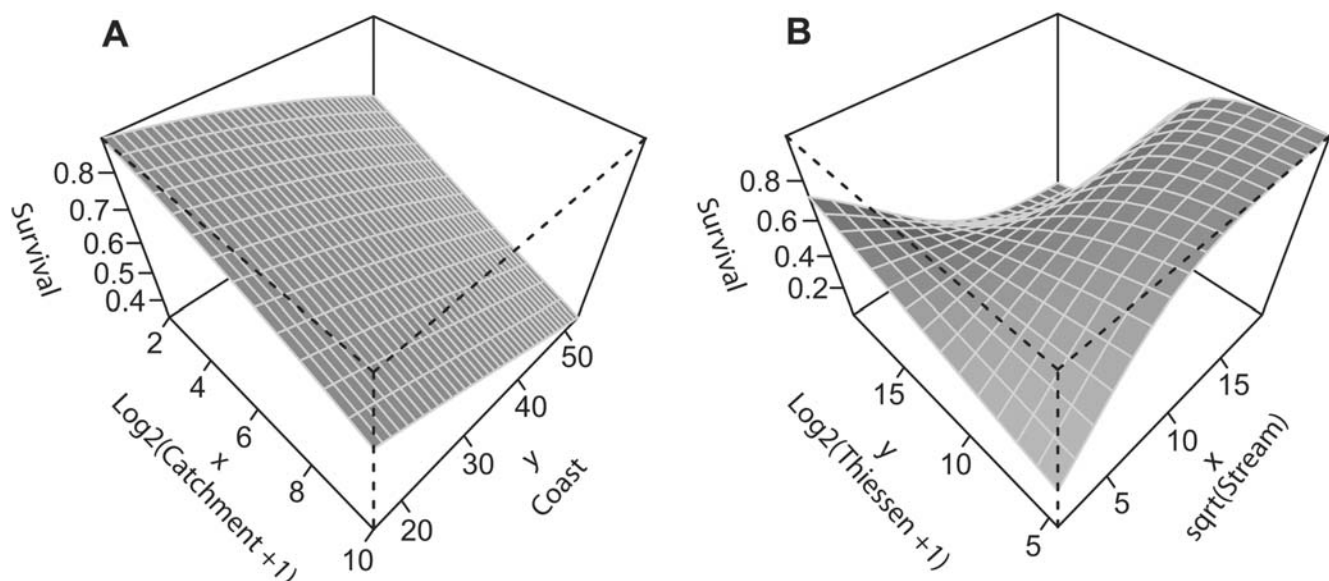 A
Survival
0.8
0.7
0.6
0.5
0.4
2
4
6
8
10
x
Log2(Catchment +1)
20
30
40
50
y
Coast
B
Survival
0.8
0.6
0.4
0.2
15
10
5
y
Log2(Thiessen +1)
5
10
15
x
sqrt(Stream)